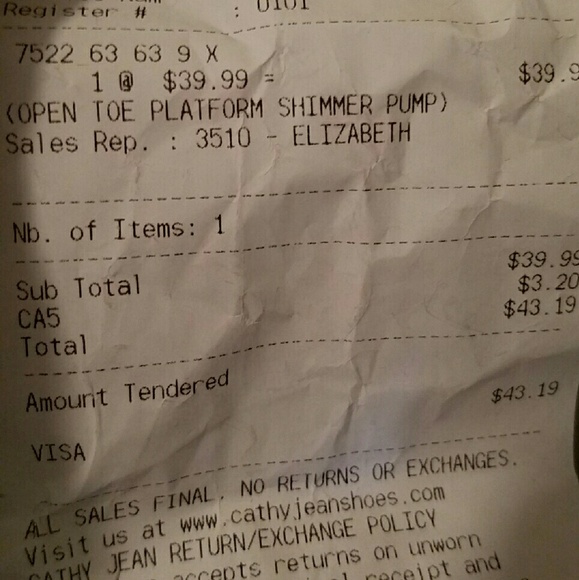 Register # : 0101
7522 63 63 9 X
1 @ $39.99 = $39.9
(OPEN TOE PLATFORM SHIMMER PUMP)
Sales Rep. : 3510 - ELIZABETH
Nb. of Items: 1
Sub Total $39.99
CA5 $3.20
Total $43.19
Amount Tendered
VISA $43.19
ALL SALES FINAL. NO RETURNS OR EXCHANGES.
Visit us at www.cathyjeanshoes.com
CATHY JEAN RETURN/EXCHANGE POLICY
accepts returns on unworn
receipt and